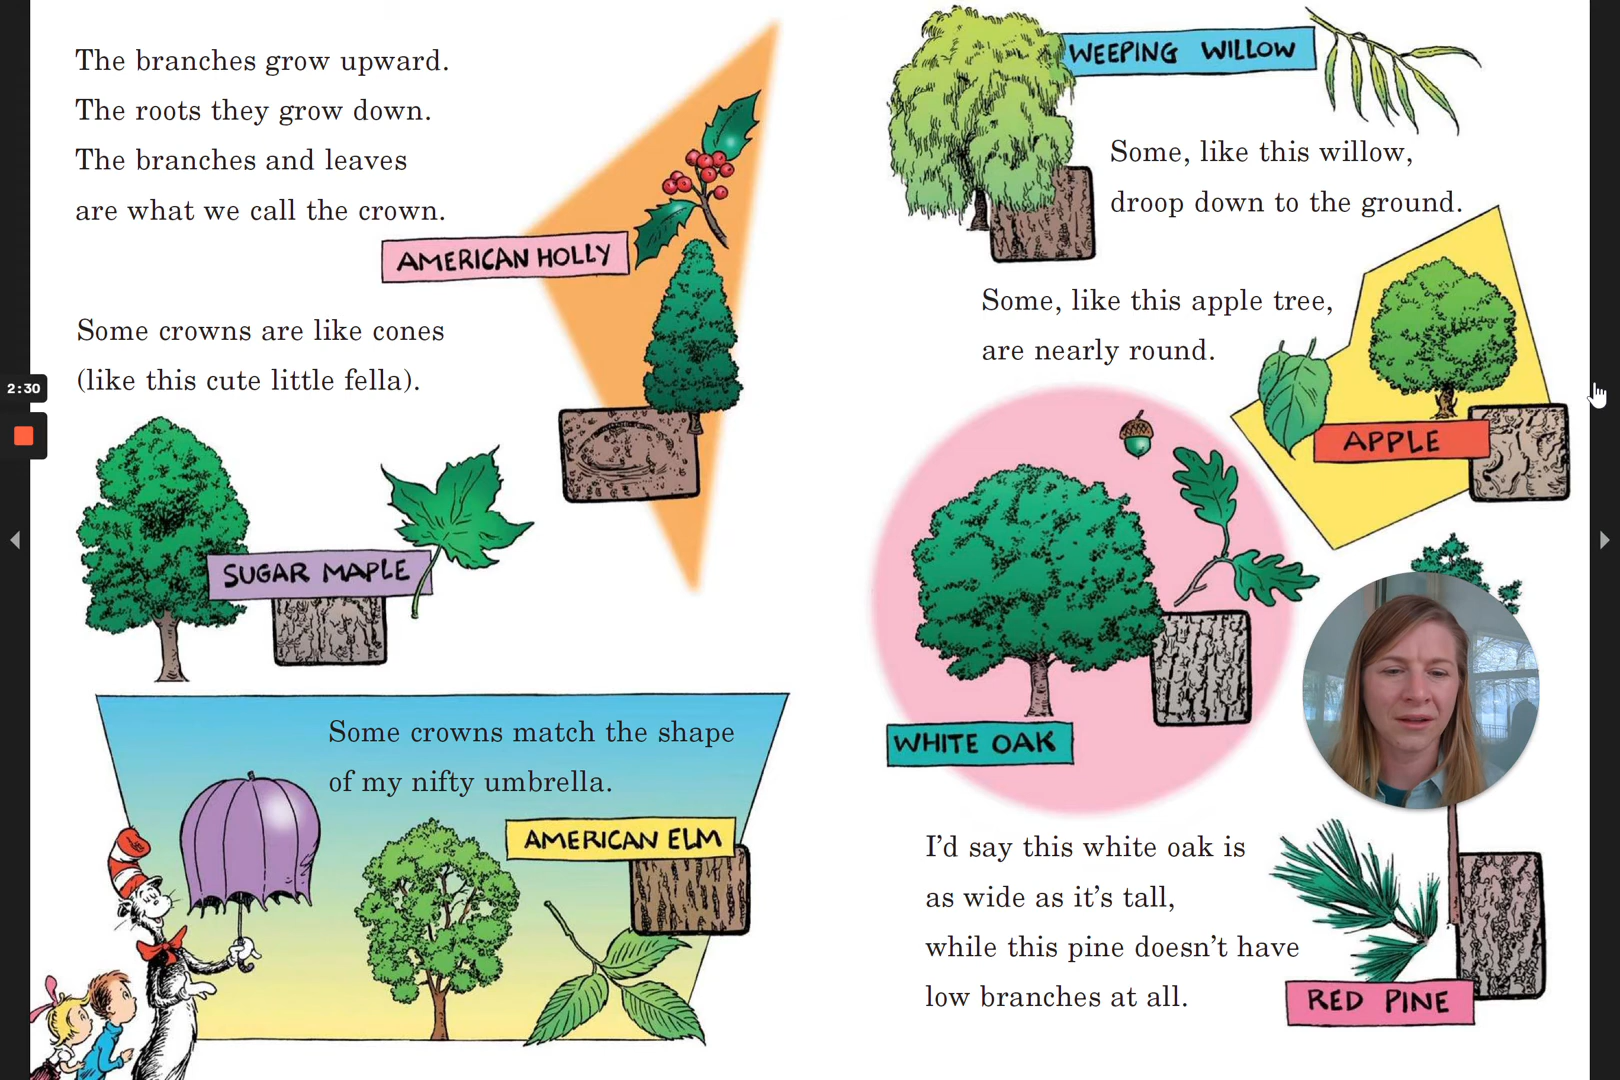 The branches grow upward.
The roots they grow down.
The branches and leaves
are what we call the crown.
AMERICAN HOLLY
Some crowns are like cones
(like this cute little fella).
SUGAR MAPLE
Some crowns match the shape
of my nifty umbrella.
AMERICAN ELM
WEEPING WILLOW
Some, like this willow,
droop down to the ground.
Some, like this apple tree,
are nearly round.
APPLE
WHITE OAK
I'd say this white oak is
as wide as it's tall,
while this pine doesn't have
low branches at all.
RED PINE
2:30